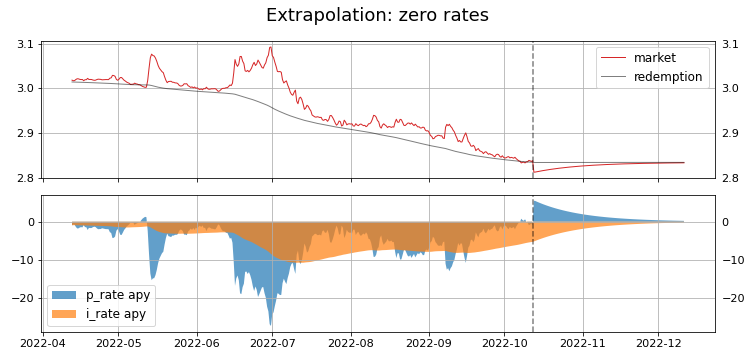 Extrapolation: zero rates
3.1 3.1
market
redemption
3.0 3.0
2.9 2.9
2.8 2.8
0 0
−10 −10
−20 −20
p_rate apy
i_rate apy
2022-04 2022-05 2022-06 2022-07 2022-08 2022-09 2022-10 2022-11 2022-12